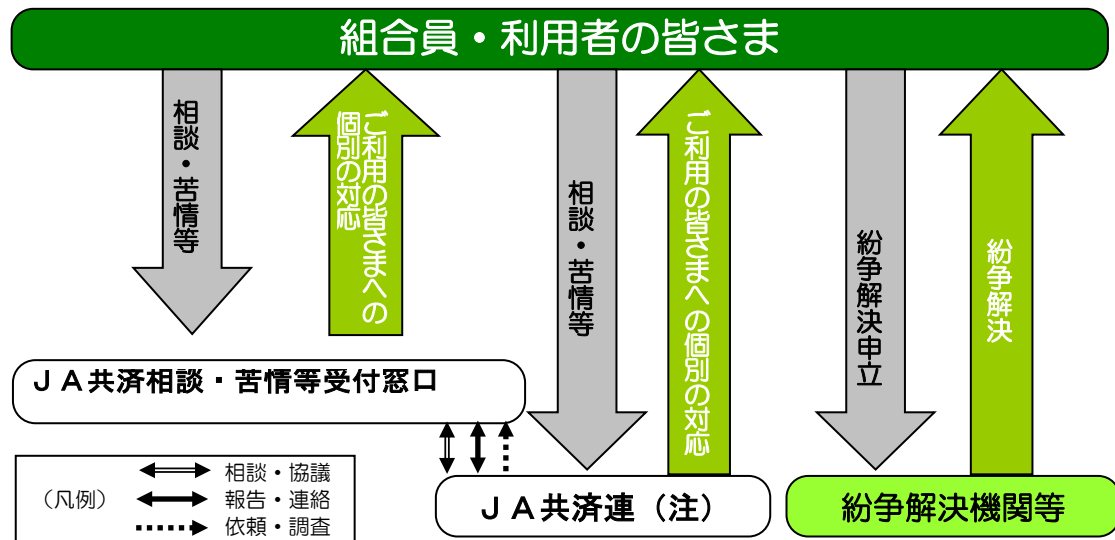 組合員・利用者の皆さま
相談・苦情等
ご利用の皆さまへの
個別の対応
相談・苦情等
ご利用の皆さまへの個別の対応
紛争解決申立
紛争解決
ＪＡ共済相談・苦情等受付窓口
（凡例）
相談・協議
報告・連絡
依頼・調査
ＪＡ共済連（注）
紛争解決機関等